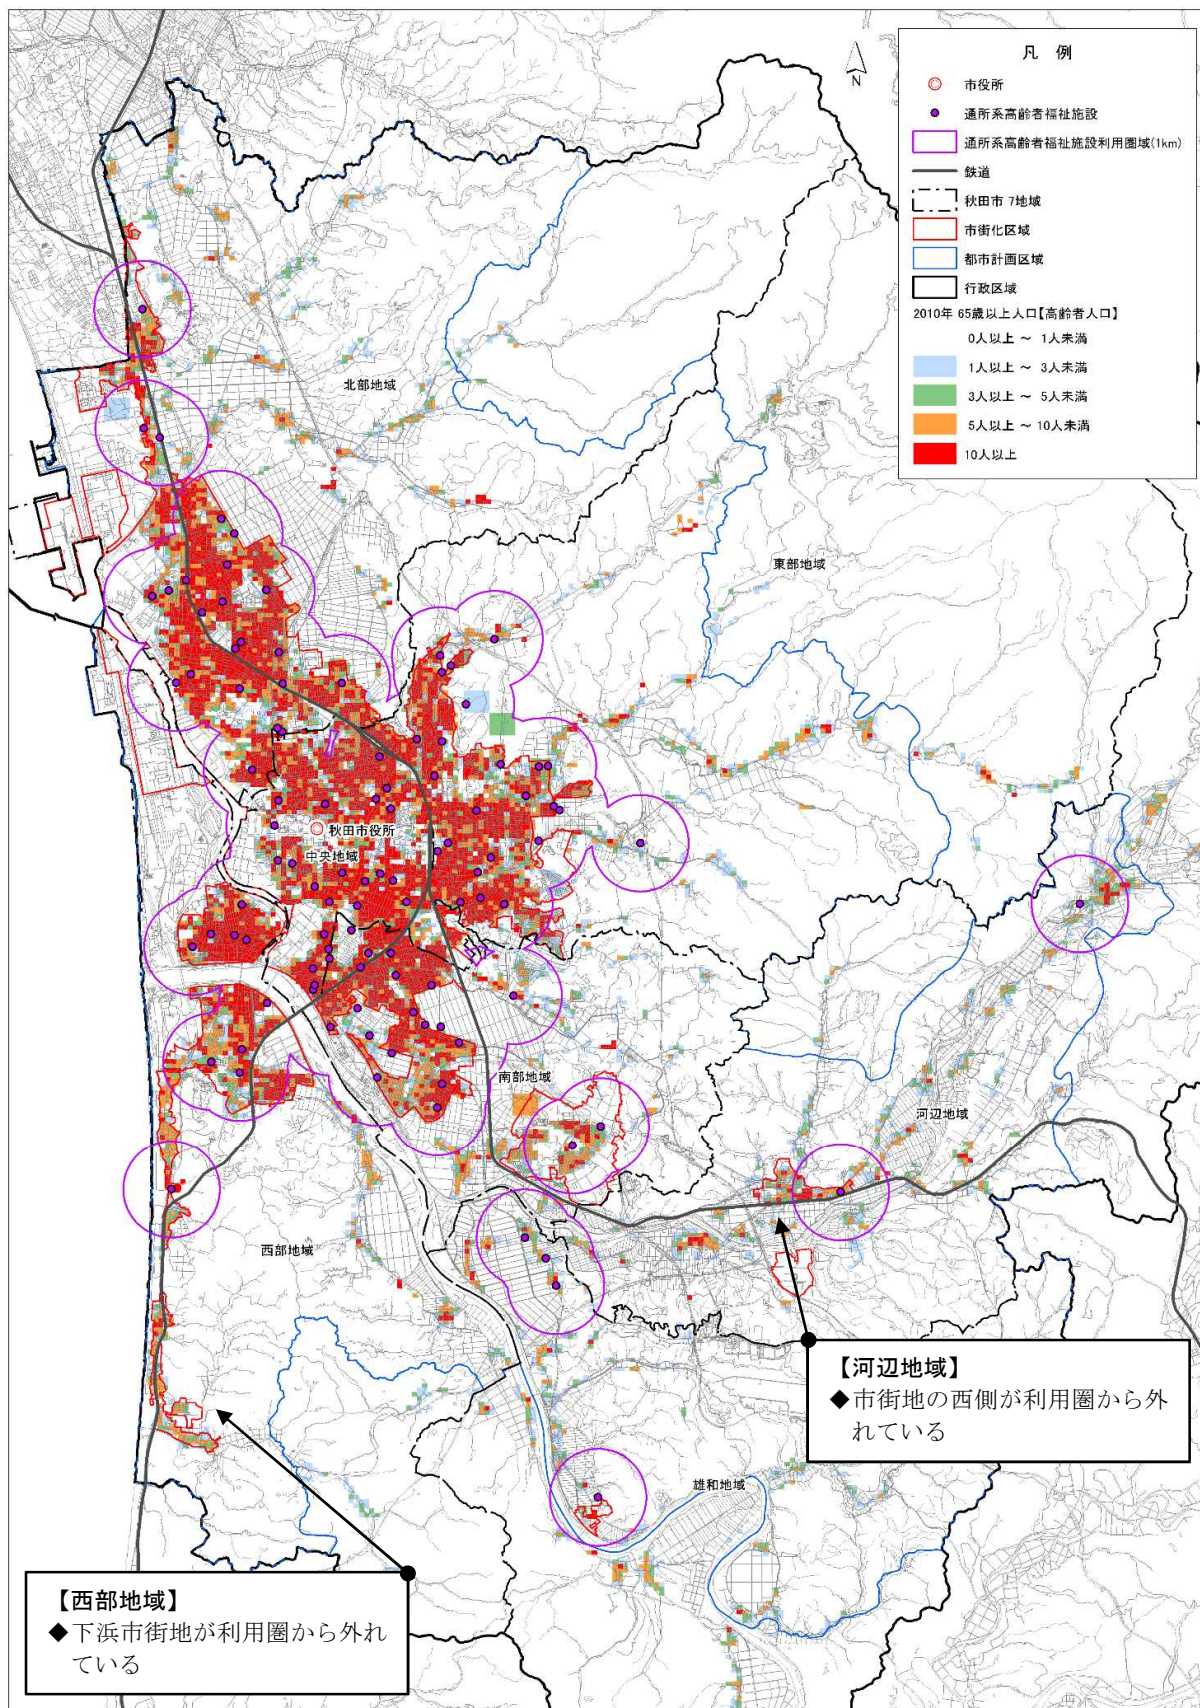 凡 例
市役所
通所系高齢者福祉施設
通所系高齢者福祉施設利用圏域(1km)
鉄道
秋田市 7地域
市街化区域
都市計画区域
行政区域
2010年 65歳以上人口【高齢者人口】
0人以上 ～ 1人未満
1人以上 ～ 3人未満
3人以上 ～ 5人未満
5人以上 ～ 10人未満
10人以上
N
北部地域
東部地域
秋田市役所
中央地域
南部地域
河辺地域
西部地域
雄和地域
【河辺地域】
◆市街地の西側が利用圏から外
れている
【西部地域】
◆下浜市街地が利用圏から外れ
ている